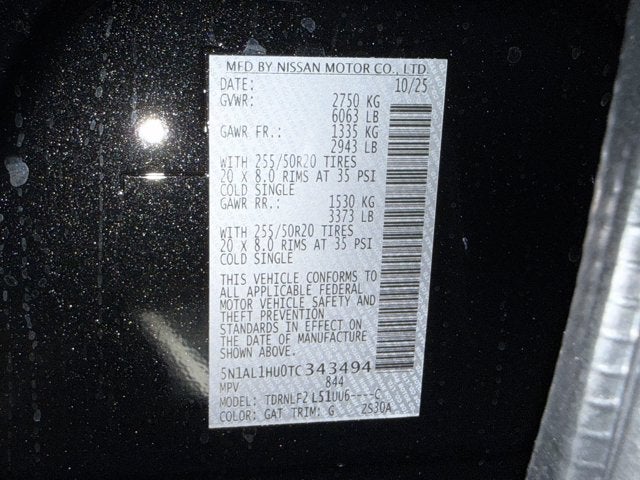 MFD BY NISSAN MOTOR CO., LTD.
DATE: 10/25
GVWR: 2750 KG
6063 LB
GAWR FR.: 1335 KG
2943 LB
WITH 255/50R20 TIRES
20 x 8.0 RIMS AT 35 PSI
COLD SINGLE
GAWR RR.: 1530 KG
3373 LB
WITH 255/50R20 TIRES
20 x 8.0 RIMS AT 35 PSI
COLD SINGLE
THIS VEHICLE CONFORMS TO
ALL APPLICABLE FEDERAL
MOTOR VEHICLE SAFETY AND
THEFT PREVENTION
STANDARDS IN EFFECT ON
THE DATE OF MANUFACTURE
SHOWN ABOVE
5N1AL1HU0TC343494
MPV 844
MODEL: TDRNLF2 L51UU6----C
COLOR: GAT TRIM: G ZS30A